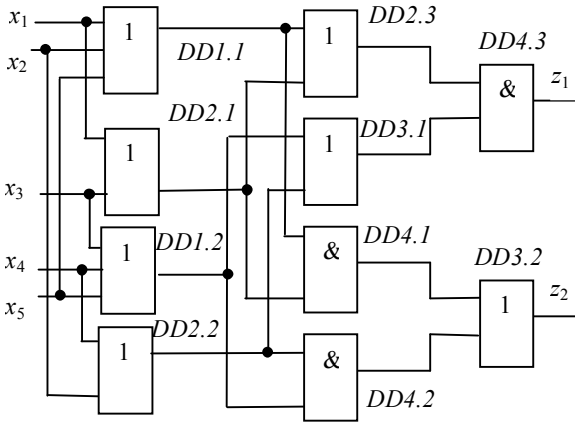 x1
x2
x3
x4
x5
1
DD1.1
1
DD2.1
1
DD1.2
1
DD2.2
1
DD2.3
1
DD3.1
&
DD4.1
&
DD4.2
&
DD4.3
z1
1
DD3.2
z2